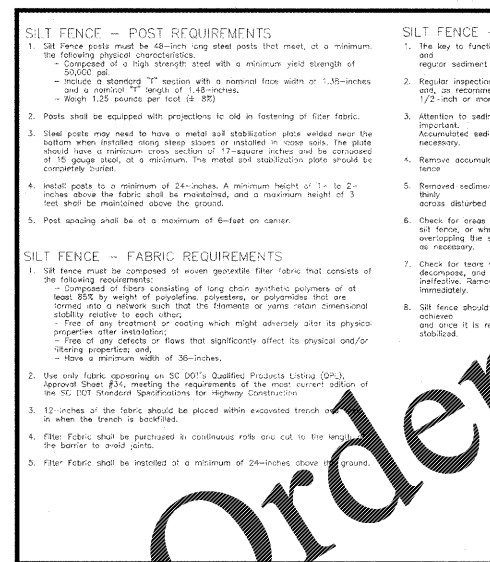 SILT FENCE - POST REQUIREMENTS
1. Silt Fence posts must be 48-inch long steel posts that meet, at a minimum,
the following physical characteristics.
- Composed of a high strength steel with a minimum yield strength of
50,000 psi.
- Include a standard "T" section with a nominal face width of 1.38-inches
and a nominal "T" length of 1.48-inches.
- Weigh 1.25 pounds per foot (± 8%)
2. Posts shall be equipped with projections to aid in fastening of filter fabric.
3. Steel posts may need to have a metal soil stabilization plate welded near the
bottom when installed along steep slopes or installed in loose soils. The plate
should have a minimum cross section of 17-square inches and be composed
of 15 gauge steel, at a minimum. The metal soil stabilization plate should be
completely buried.
4. Install posts to a minimum of 24-inches. A minimum height of 1- to 2-
inches above the fabric shall be maintained, and a maximum height of 3
feet shall be maintained above the ground.
5. Post spacing shall be at a maximum of 6-feet on center.
SILT FENCE - FABRIC REQUIREMENTS
1. Silt fence must be composed of woven geotextile filter fabric that consists of
the following requirements:
- Composed of fibers consisting of long chain synthetic polymers of at
least 85% by weight of polyolefins, polyesters, or polyamides that are
formed into a network such that the filaments or yarns retain dimensional
stability relative to each other;
- Free of any treatment or coating which might adversely alter its physical
properties after installation;
- Free of any defects or flaws that significantly affect its physical and/or
filtering properties; and,
- Have a minimum width of 36-inches.
2. Use only fabric appearing on SC DOT's Qualified Products Listing (QPL),
Approval Sheet #34, meeting the requirements of the most current edition of
the SC DOT Standard Specifications for Highway Construction
3. 12-inches of the fabric should be placed within excavated trench and
in when the trench is backfilled.
4. Filter Fabric shall be purchased in continuous rolls and cut to the length
the barrier to avoid joints.
5. Filter Fabric shall be installed at a minimum of 24-inches above the ground.
SILT FENCE -
1. The key to functi
and
regular sediment
2. Regular inspection
and, as recomme
1/2-inch or mor
3. Attention to sedim
important.
Accumulated sedi
necessary.
4. Remove accumula
fence
5. Removed sedimen
thinly
across disturbed
6. Check for areas
silt fence, or whe
overlapping the s
as necessary.
7. Check for tears
decompose, and
ineffective. Remov
immediately.
8. Silt fence should
achieved
and once it is re
stabilized.
Order